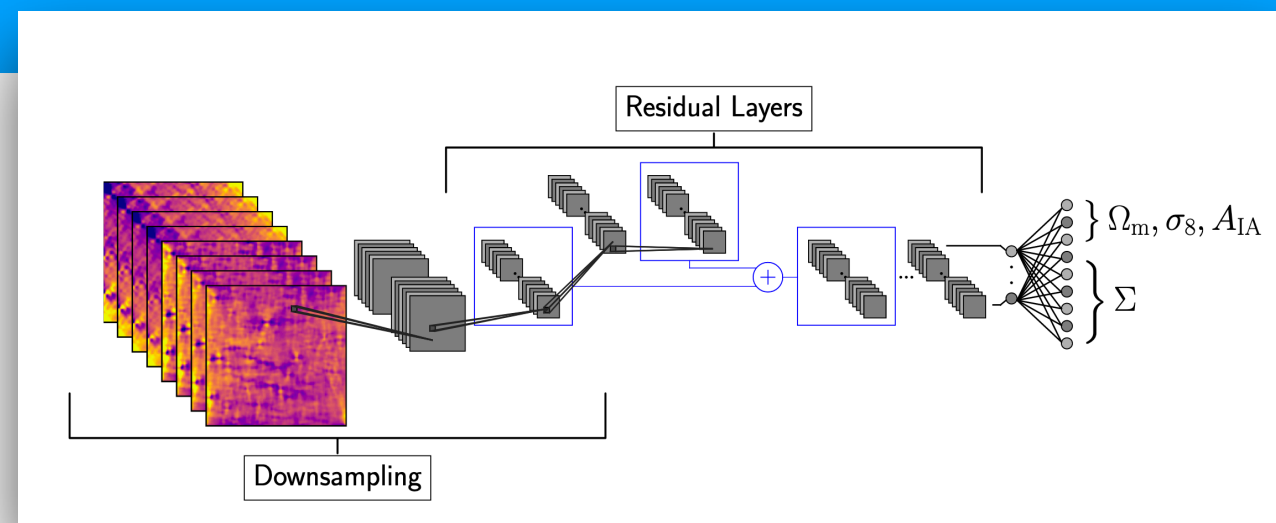 Residual Layers
Ωm, σ8, AIA
Σ
Downsampling